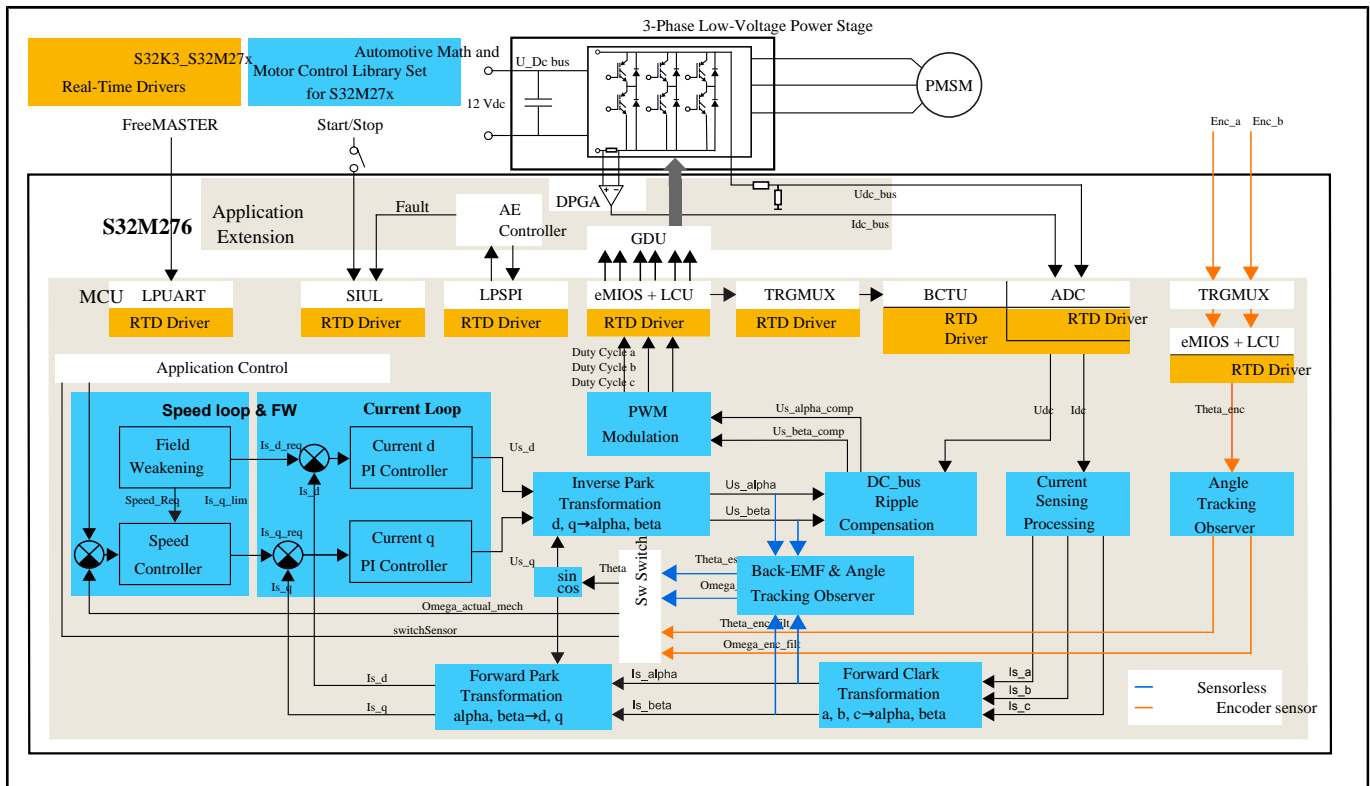 3-Phase Low-Voltage Power Stage
S32K3_S32M27x
Real-Time Drivers
Automotive Math and
Motor Control Library Set
for S32M27x
U_Dc bus
12 Vdc
PMSM
FreeMASTER
Start/Stop
Enc_a
Enc_b
S32M276
Application
Extension
Fault
AE
Controller
DPGA
+
-
Udc_bus
Idc_bus
GDU
MCU
LPUART
RTD Driver
SIUL
RTD Driver
LPSPI
RTD Driver
eMIOS + LCU
RTD Driver
TRGMUX
RTD Driver
BCTU
RTD
Driver
ADC
RTD Driver
TRGMUX
eMIOS + LCU
RTD Driver
Application Control
Duty Cycle a
Duty Cycle b
Duty Cycle c
Speed loop & FW
Current Loop
PWM
Modulation
Us_alpha_comp
Us_beta_comp
Udc
Idc
Theta_enc
Field
Weakening
Is_d_req
Current d
PI Controller
Us_d
Speed_Req
Is_q_lim
Is_d
Inverse Park
Transformation
d, q→alpha, beta
Us_alpha
Us_beta
DC_bus
Ripple
Compensation
Current
Sensing
Processing
Angle
Tracking
Observer
Speed
Controller
Is_q_req
Current q
PI Controller
Us_q
Is_q
sin
cos
Theta
Sw Switch
Theta_es
Omega_
Back-EMF & Angle
Tracking Observer
Omega_actual_mech
switchSensor
Theta_enc_filt
Omega_enc_filt
Is_d
Is_q
Forward Park
Transformation
alpha, beta→d, q
Is_alpha
Is_beta
Forward Clark
Transformation
a, b, c→alpha, beta
Is_a
Is_b
Is_c
Sensorless
Encoder sensor